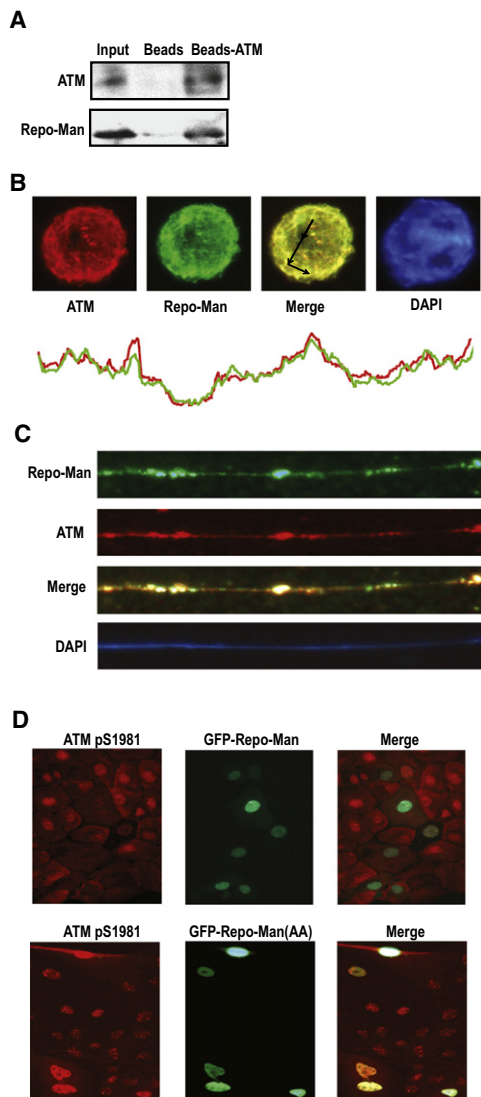 A
Input Beads Beads-ATM
ATM
Repo-Man
B
ATM Repo-Man Merge DAPI
C
Repo-Man
ATM
Merge
DAPI
D
ATM pS1981 GFP-Repo-Man Merge
ATM pS1981 GFP-Repo-Man(AA) Merge